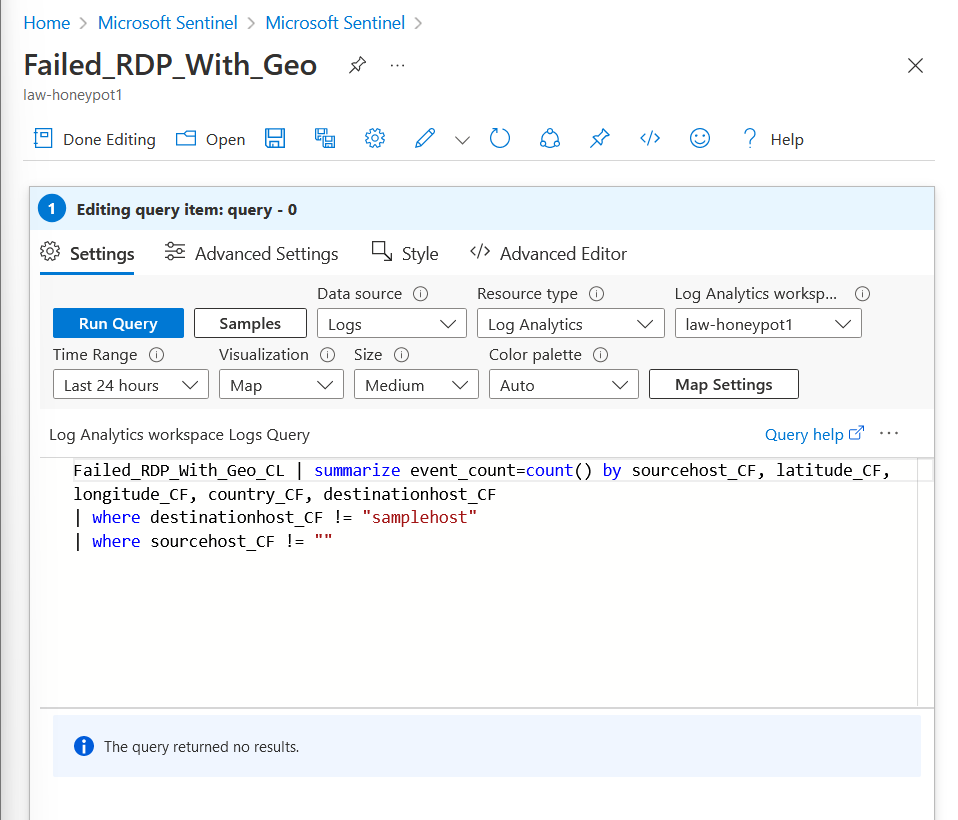 Home > Microsoft Sentinel > Microsoft Sentinel >
Failed_RDP_With_Geo ...
law-honeypot1
Done Editing Open </> ? Help
1 Editing query item: query - 0
Settings Advanced Settings Style </> Advanced Editor
Data source Resource type Log Analytics worksp...
Run Query Samples Logs Log Analytics law-honeypot1
Time Range Visualization Size Color palette
Last 24 hours Map Medium Auto Map Settings
Log Analytics workspace Logs Query Query help ...
Failed_RDP_With_Geo_CL | summarize event_count=count() by sourcehost_CF, latitude_CF,
longitude_CF, country_CF, destinationhost_CF
| where destinationhost_CF != "samplehost"
| where sourcehost_CF != ""
The query returned no results.